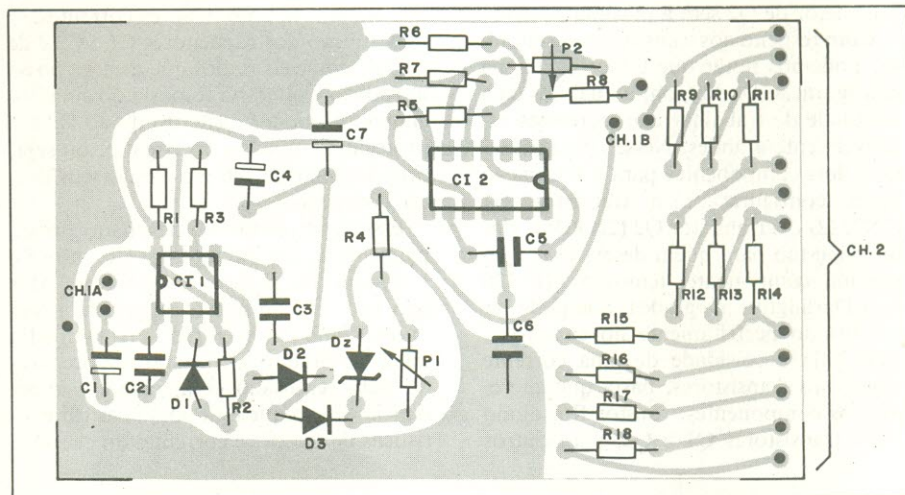 R6
P2
R7
R8
R5
R9
R10
R11
C7
CH.1B
C4
CI 2
R1
R3
R4
C5
CH.2
CH.1A
CI 1
R12
R13
R14
C3
C6
R15
D2
Dz
P1
R16
C1
C2
D1
R2
D3
R17
R18